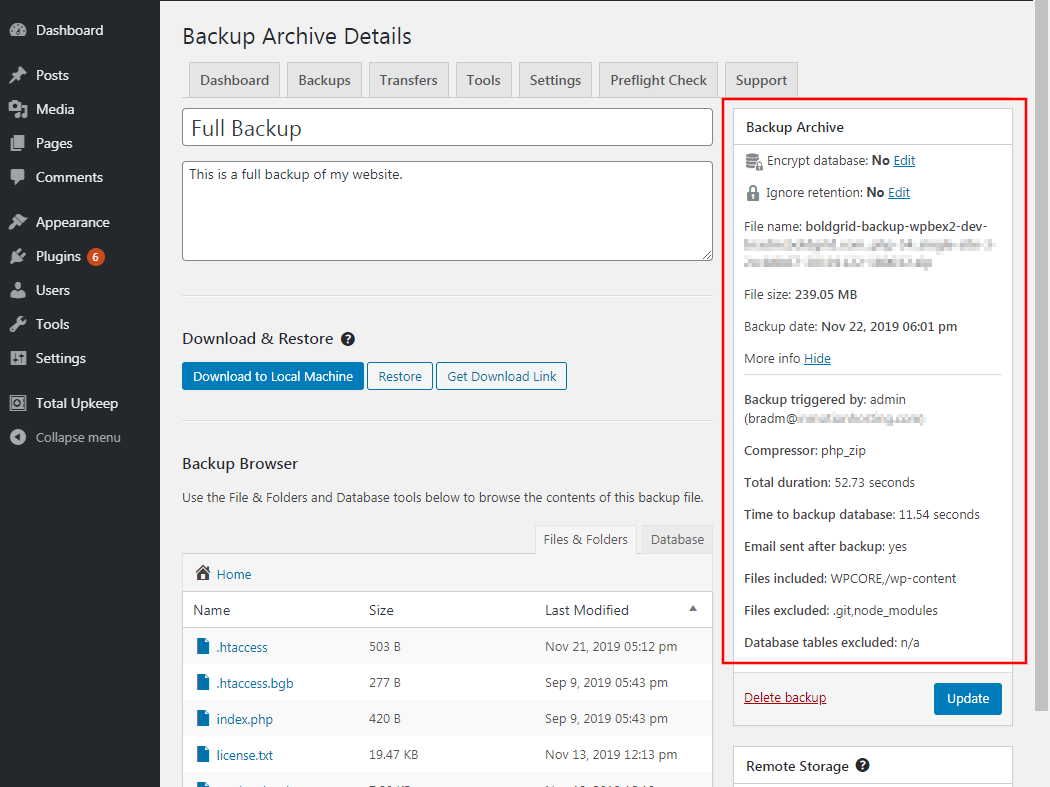 Dashboard
Posts
Media
Pages
Comments
Appearance
Plugins 6
Users
Tools
Settings
Total Upkeep
Collapse menu
Backup Archive Details
Dashboard Backups Transfers Tools Settings Preflight Check Support
Full Backup
This is a full backup of my website.
Download & Restore ?
Download to Local Machine Restore Get Download Link
Backup Browser
Use the File & Folders and Database tools below to browse the contents of this backup file.
Files & Folders Database
Home
Name Size Last Modified
.htaccess 503 B Nov 21, 2019 05:12 pm
.htaccess.bgb 277 B Sep 9, 2019 05:43 pm
index.php 420 B Sep 9, 2019 05:43 pm
license.txt 19.47 KB Nov 13, 2019 12:13 pm
Backup Archive
Encrypt database: No Edit
Ignore retention: No Edit
File name: boldgrid-backup-wpbex2-dev-
File size: 239.05 MB
Backup date: Nov 22, 2019 06:01 pm
More info Hide
Backup triggered by: admin
(bradm@
Compressor: php_zip
Total duration: 52.73 seconds
Time to backup database: 11.54 seconds
Email sent after backup: yes
Files included: WPCORE,/wp-content
Files excluded: .git,node_modules
Database tables excluded: n/a
Delete backup Update
Remote Storage ?